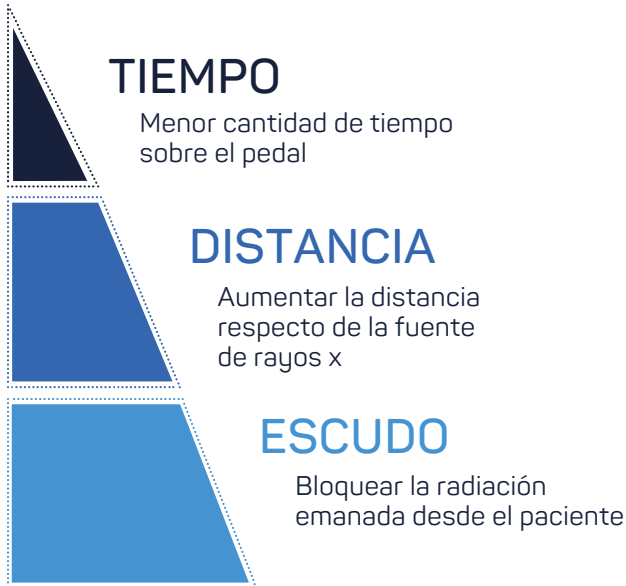 TIEMPO
Menor cantidad de tiempo
sobre el pedal
DISTANCIA
Aumentar la distancia
respecto de la fuente
de rayos x
ESCUDO
Bloquear la radiación
emanada desde el paciente